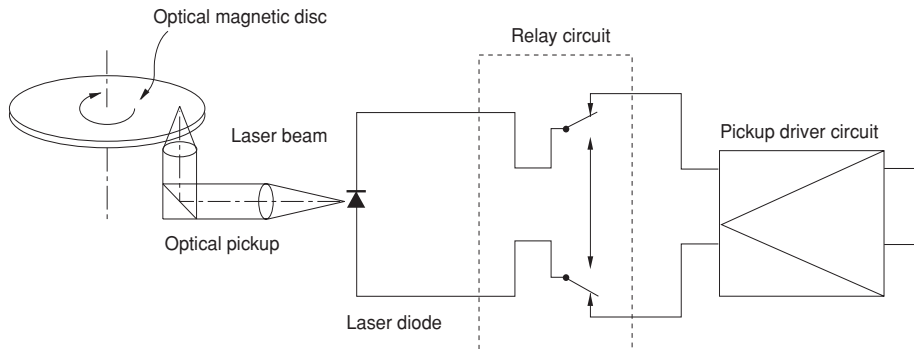 Optical magnetic disc
Relay circuit
Laser beam
Pickup driver circuit
Optical pickup
Laser diode